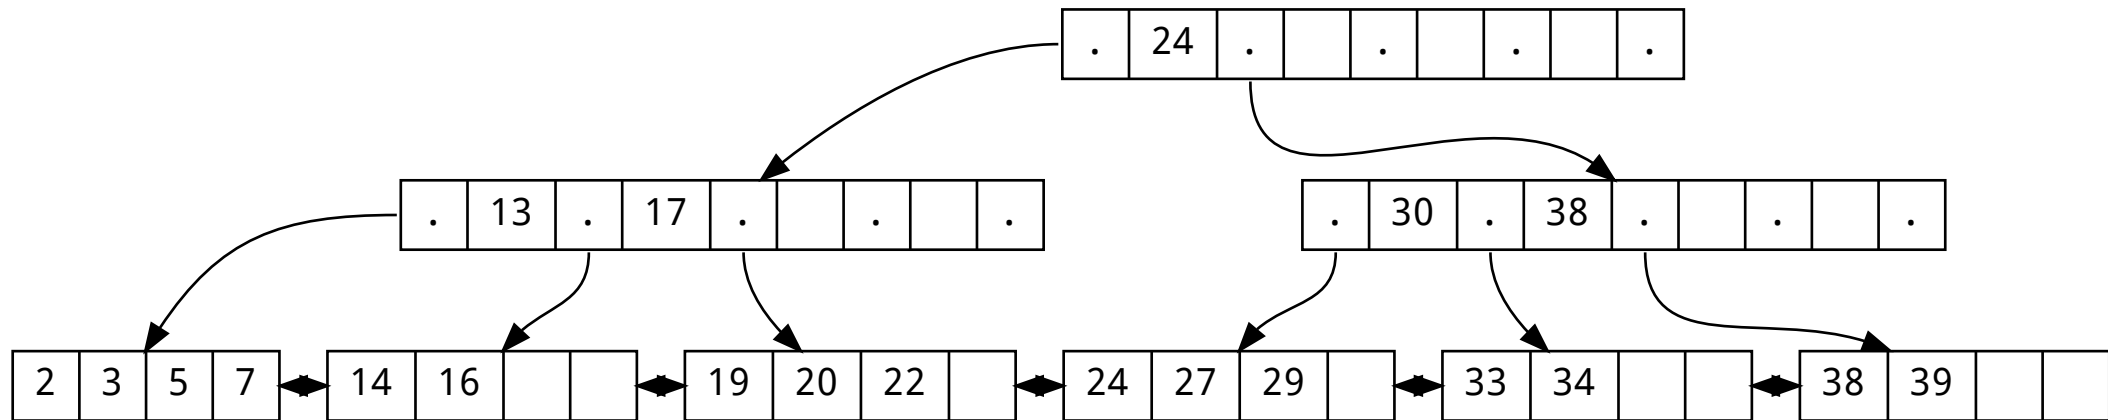 . 24 . . . .
. 13 . 17 . . .
. 30 . 38 . . .
2 3 5 7
14 16
19 20 22
24 27 29
33 34
38 39